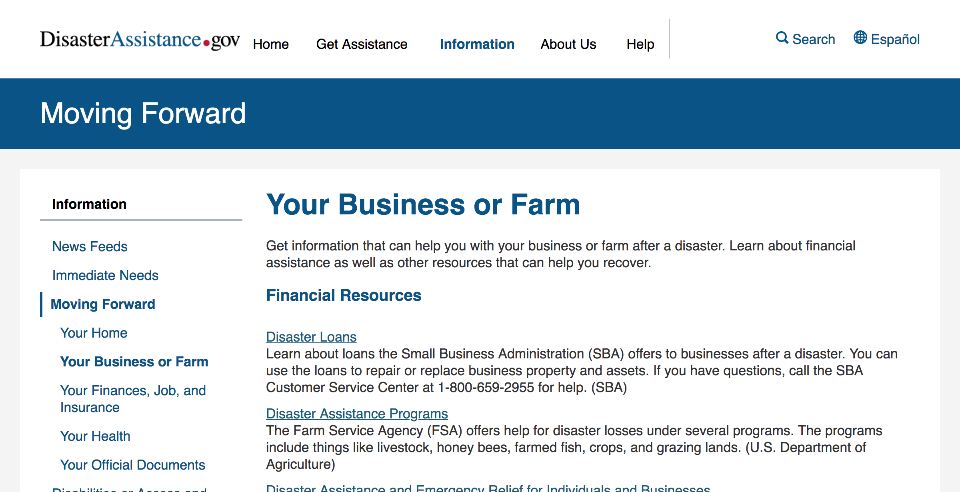 DisasterAssistance.gov
Home
Get Assistance
Information
About Us
Help
Search
Español
Moving Forward
Information
News Feeds
Immediate Needs
Moving Forward
Your Home
Your Business or Farm
Your Finances, Job, and
Insurance
Your Health
Your Official Documents
Disabilities or Access and
Your Business or Farm
Get information that can help you with your business or farm after a disaster. Learn about financial
assistance as well as other resources that can help you recover.
Financial Resources
Disaster Loans
Learn about loans the Small Business Administration (SBA) offers to businesses after a disaster. You can
use the loans to repair or replace business property and assets. If you have questions, call the SBA
Customer Service Center at 1-800-659-2955 for help. (SBA)
Disaster Assistance Programs
The Farm Service Agency (FSA) offers help for disaster losses under several programs. The programs
include things like livestock, honey bees, farmed fish, crops, and grazing lands. (U.S. Department of
Agriculture)
Disaster Assistance and Emergency Relief for Individuals and Businesses